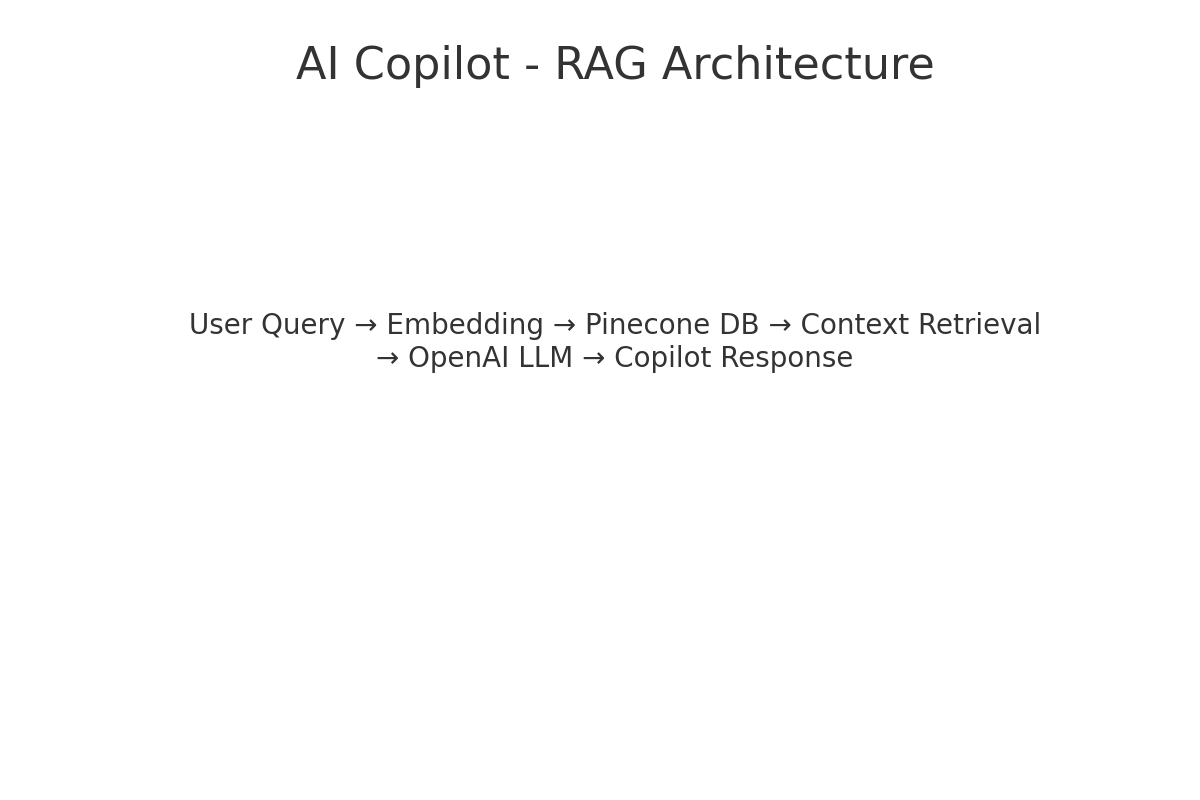 AI Copilot - RAG Architecture
User Query → Embedding → Pinecone DB → Context Retrieval
→ OpenAI LLM → Copilot Response